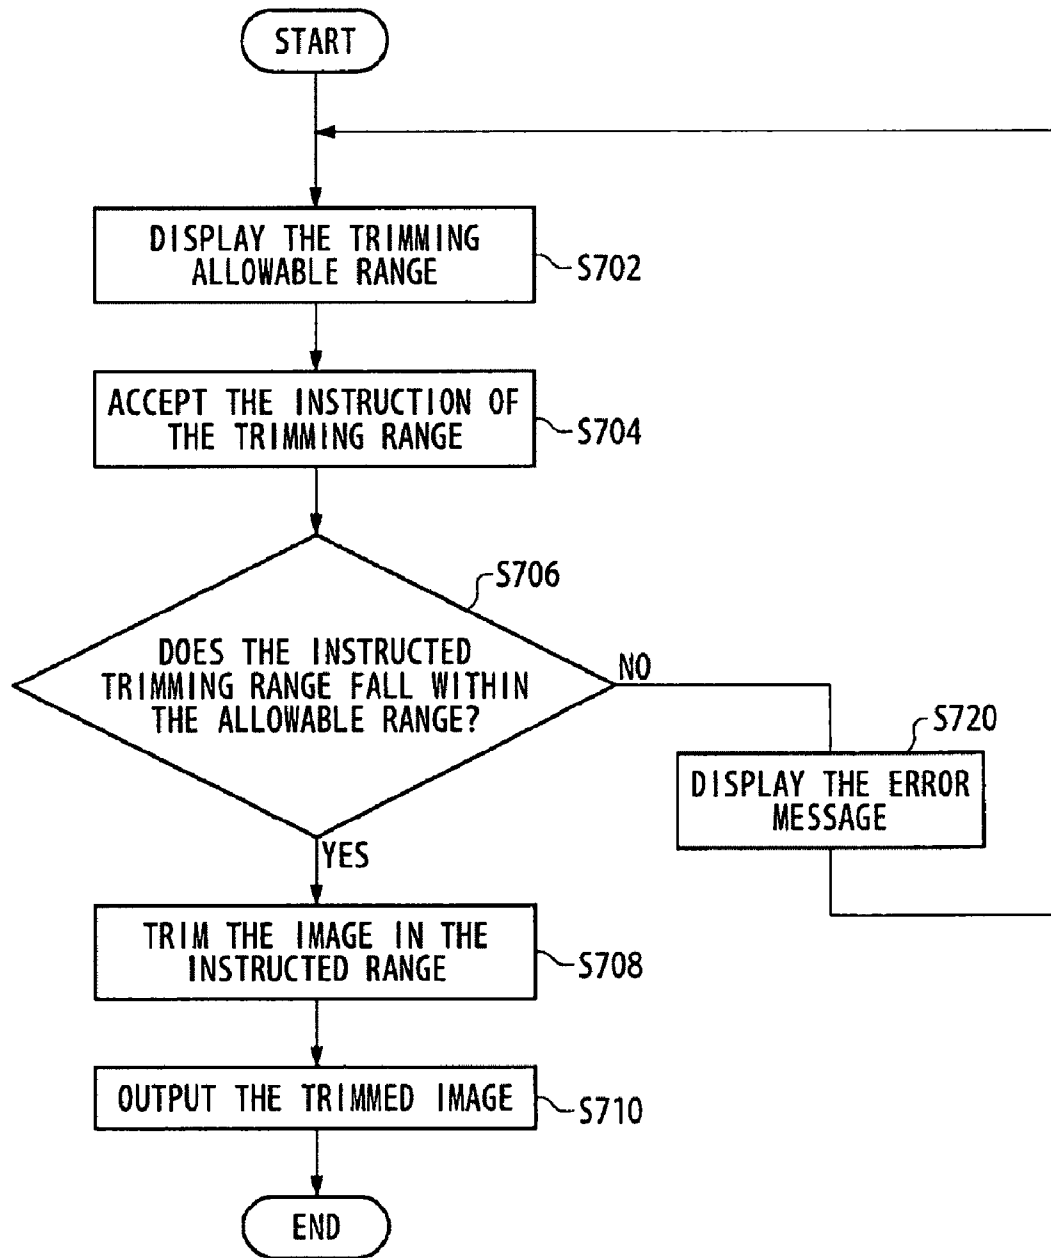 START
DISPLAY THE TRIMMING
ALLOWABLE RANGE
S702
ACCEPT THE INSTRUCTION OF
THE TRIMMING RANGE
S704
S706
DOES THE INSTRUCTED
TRIMMING RANGE FALL WITHIN
THE ALLOWABLE RANGE?
NO
S720
DISPLAY THE ERROR
MESSAGE
YES
TRIM THE IMAGE IN THE
INSTRUCTED RANGE
S708
OUTPUT THE TRIMMED IMAGE
S710
END